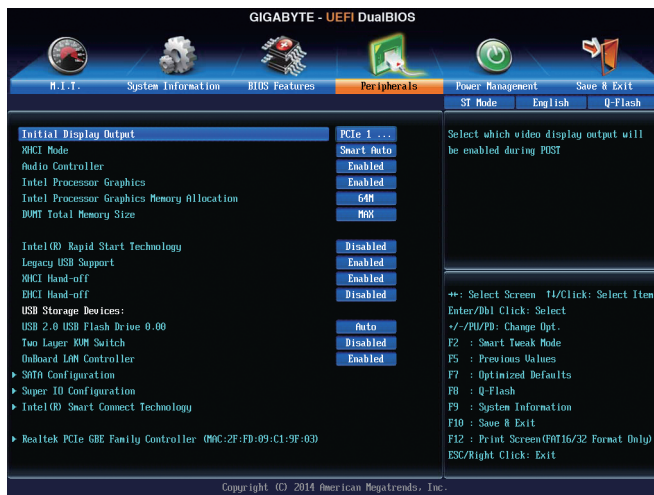 GIGABYTE - UEFI DualBIOS
M.I.T.
System Information
BIOS Features
Peripherals
Power Management
Save & Exit
ST Mode
English
Q-Flash
Initial Display Output PCIe 1 ...
XHCI Mode Smart Auto
Audio Controller Enabled
Intel Processor Graphics Enabled
Intel Processor Graphics Memory Allocation 64M
DVMT Total Memory Size MAX
Intel(R) Rapid Start Technology Disabled
Legacy USB Support Enabled
XHCI Hand-off Enabled
EHCI Hand-off Disabled
USB Storage Devices:
USB 2.0 USB Flash Drive 0.00 Auto
Two Layer KVM Switch Disabled
OnBoard LAN Controller Enabled
SATA Configuration
Super IO Configuration
Intel(R) Smart Connect Technology
Realtek PCIe GBE Family Controller (MAC:2F:FD:09:C1:9F:03)
Select which video display output will
be enabled during POST
↔: Select Screen ↑↓/Click: Select Item
Enter/Dbl Click: Select
+/-/PU/PD: Change Opt.
F2 : Smart Tweak Mode
F5 : Previous Values
F7 : Optimized Defaults
F8 : Q-Flash
F9 : System Information
F10 : Save & Exit
F12 : Print Screen(FAT16/32 Format Only)
ESC/Right Click: Exit
Copyright (C) 2014 American Megatrends, Inc.